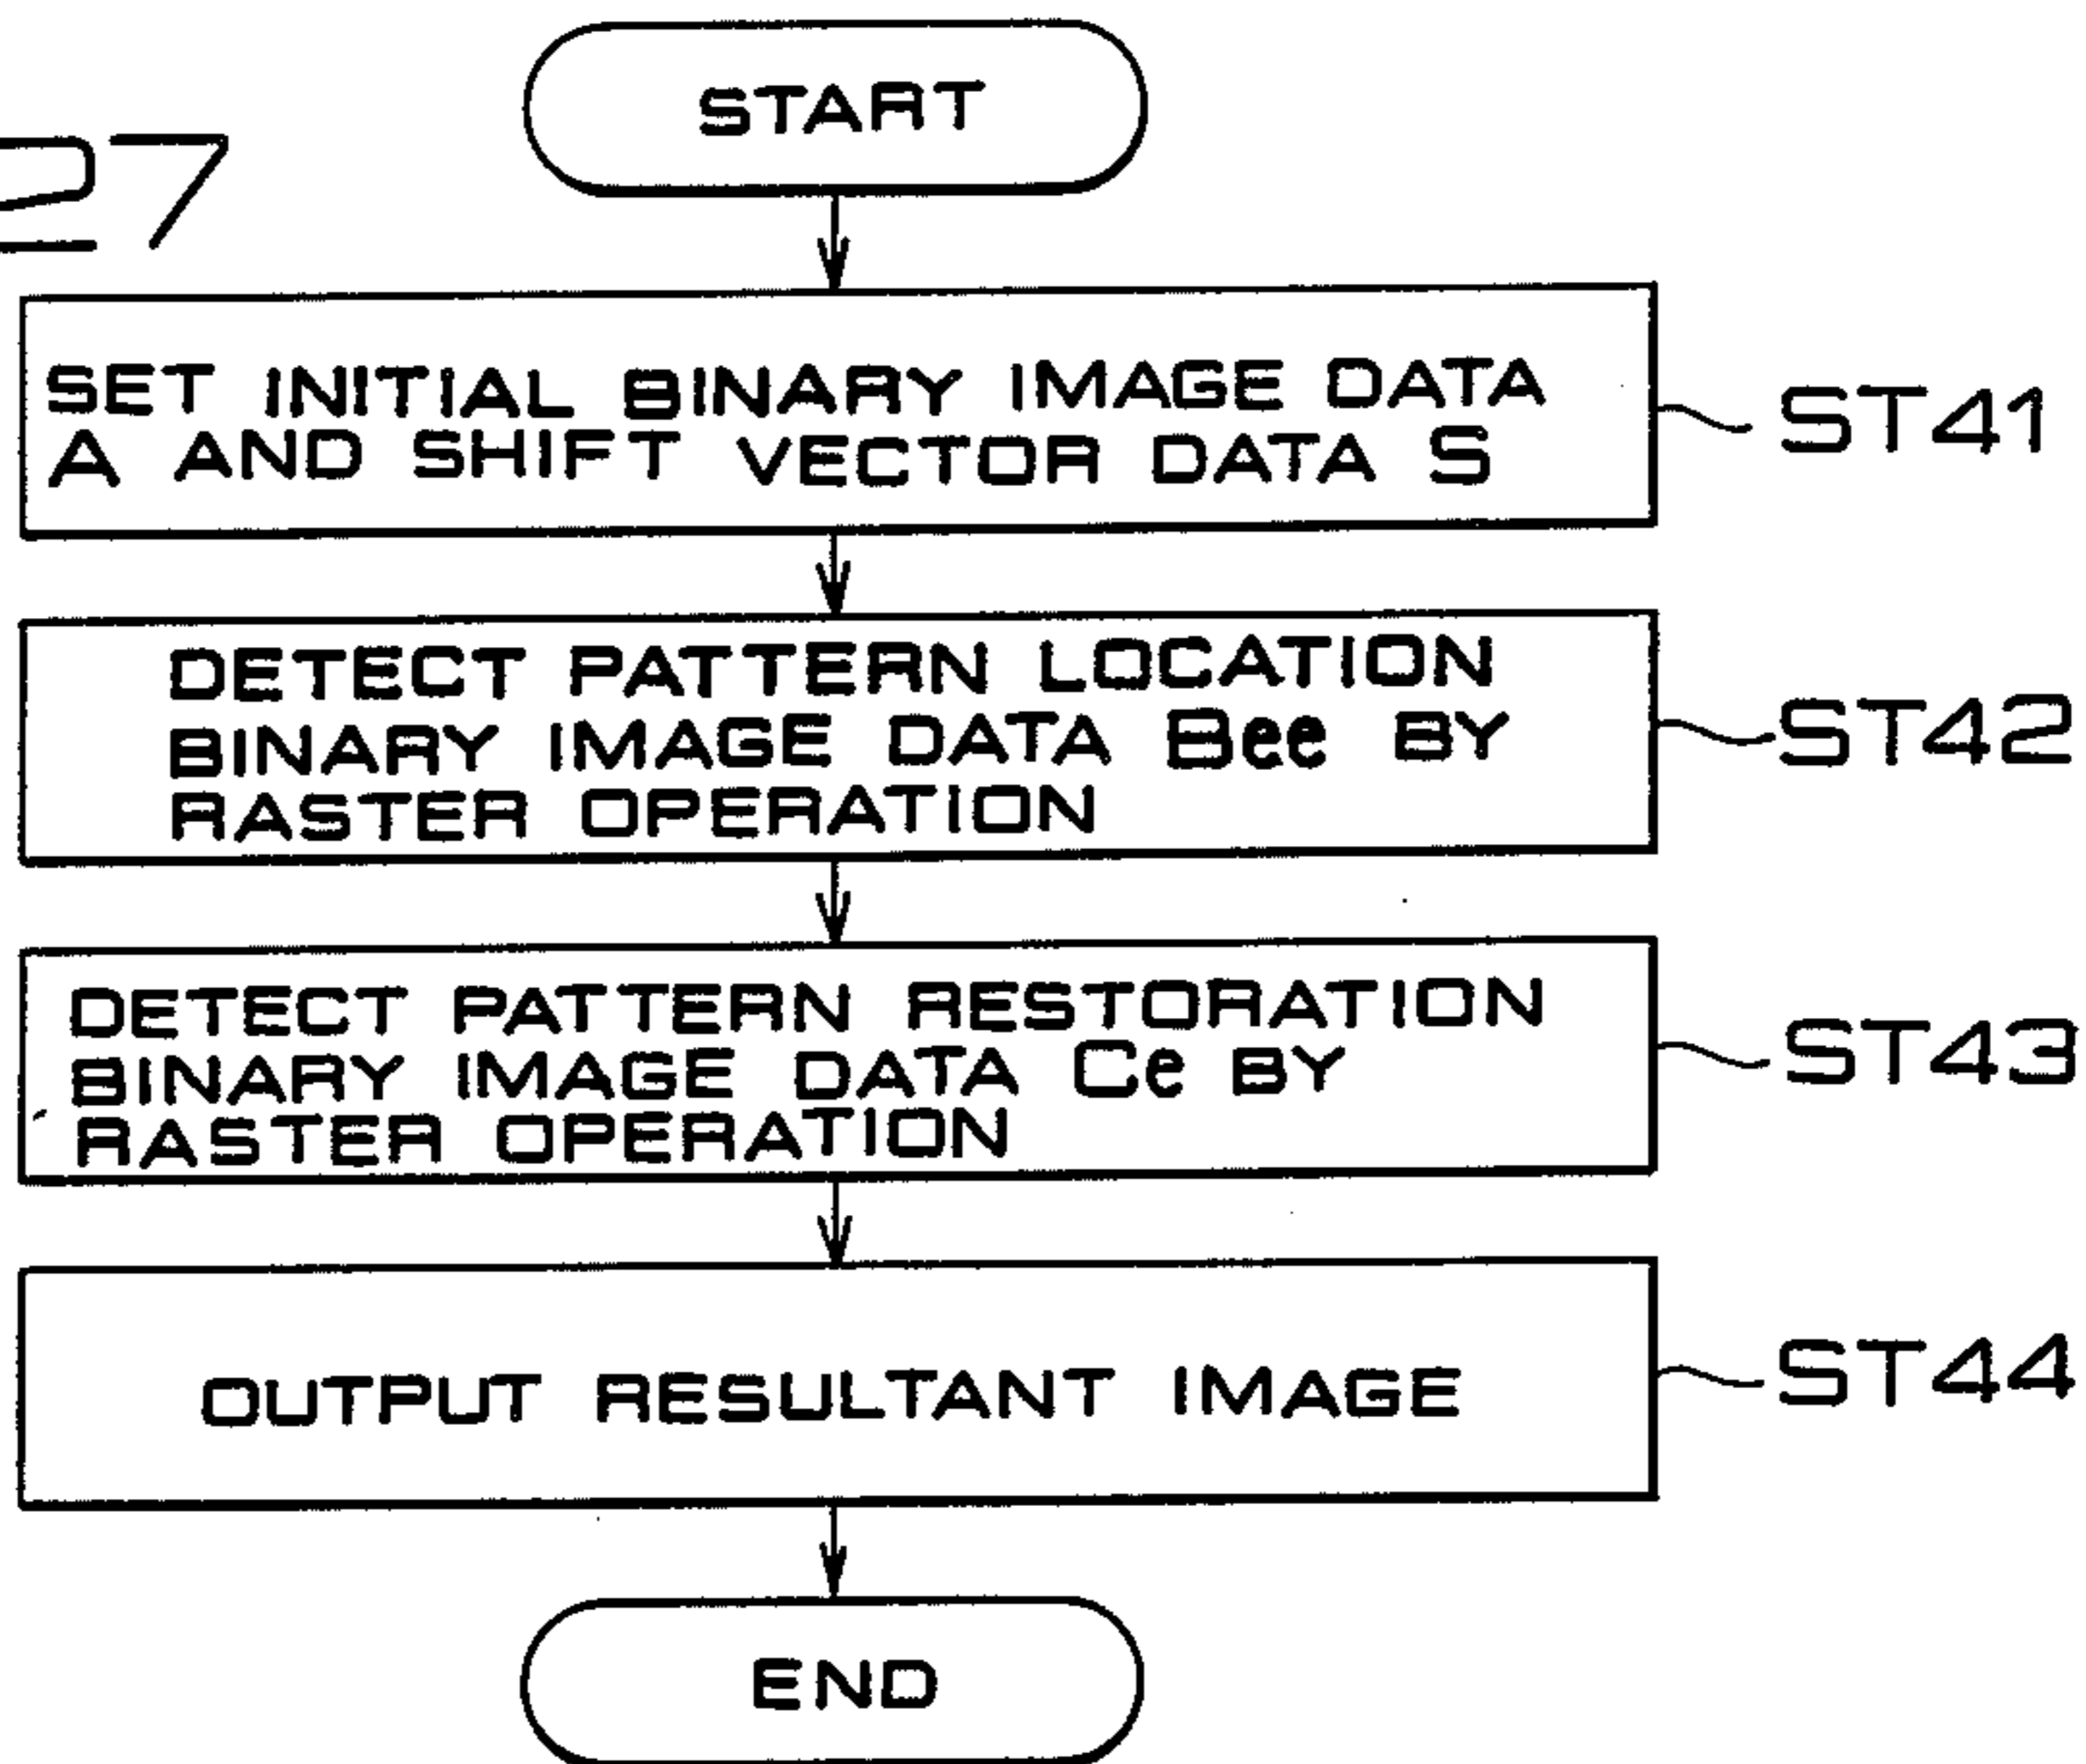 27
START
SET INITIAL BINARY IMAGE DATA
A AND SHIFT VECTOR DATA S
ST41
DETECT PATTERN LOCATION
BINARY IMAGE DATA Bee BY
RASTER OPERATION
ST42
DETECT PATTERN RESTORATION
BINARY IMAGE DATA Ce BY
RASTER OPERATION
ST43
OUTPUT RESULTANT IMAGE
ST44
END